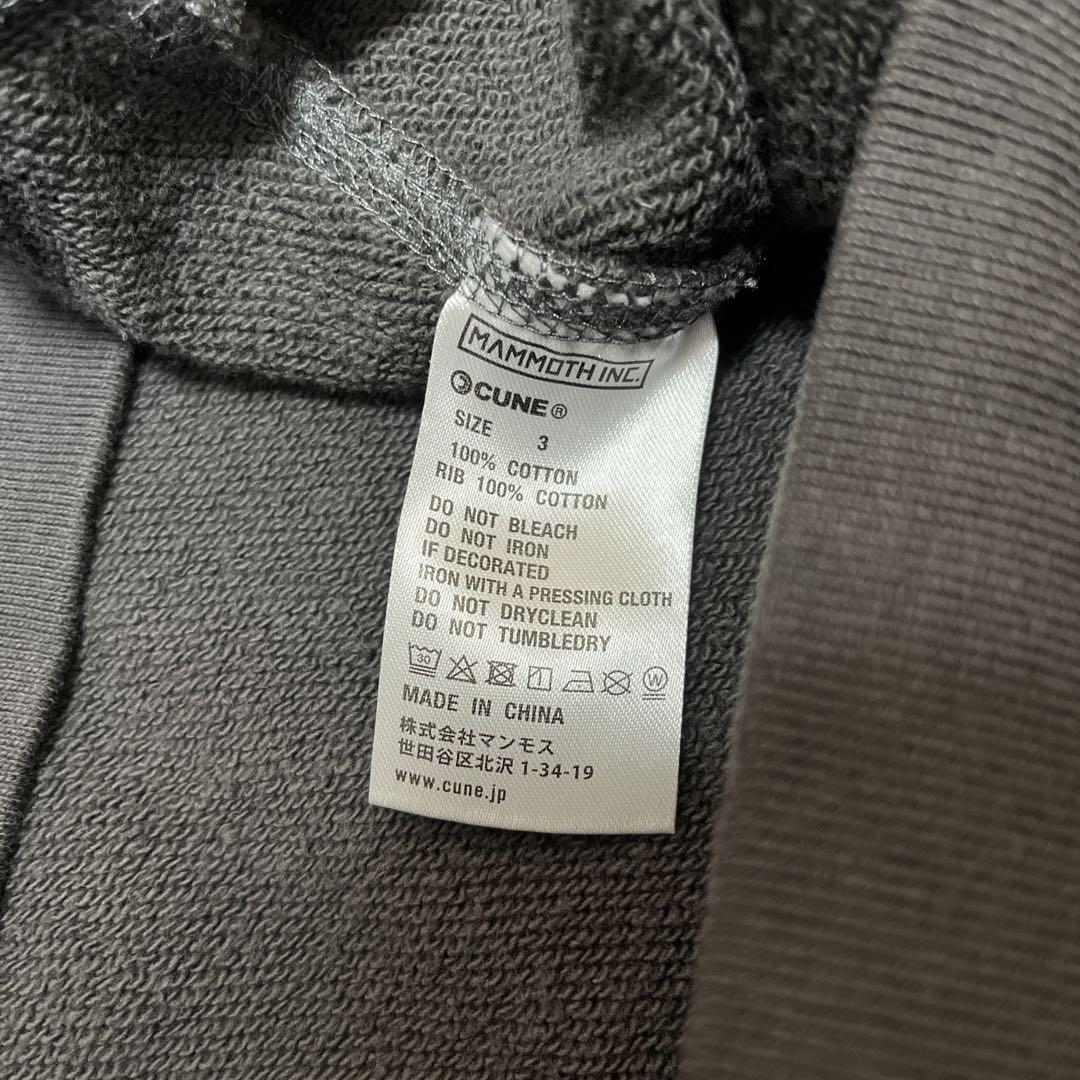 MAMMOTH INC.
CUNE®
SIZE 3
100% COTTON
RIB 100% COTTON
DO NOT BLEACH
DO NOT IRON
IF DECORATED
IRON WITH A PRESSING CLOTH
DO NOT DRYCLEAN
DO NOT TUMBLEDRY
30 W
MADE IN CHINA
株式会社マンモス
世田谷区北沢 1-34-19
www.cune.jp